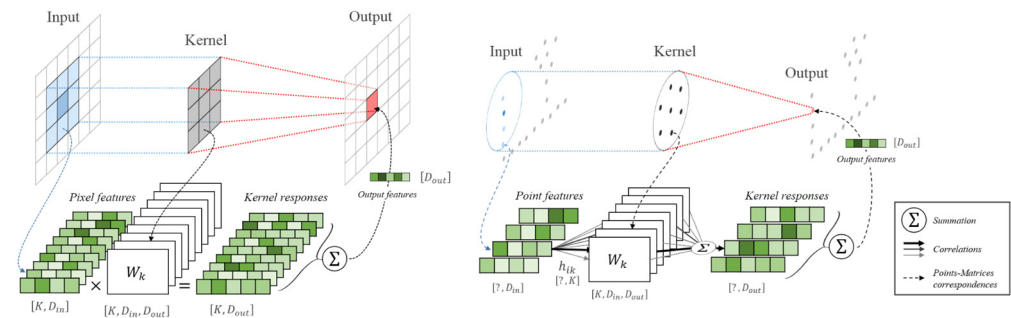 Input
Kernel
Output
Pixel features
Kernel responses
[D_out]
Output features
W_k
×
=
Σ
[K, D_in]
[K, D_in, D_out]
[K, D_out]
Input
Kernel
Output
Point features
Kernel responses
[D_out]
Output features
h_ik
[?, K]
W_k
Σ
Σ
[?, D_in]
[K, D_in, D_out]
[?, D_out]
Σ Summation
Correlations
Points-Matrices
correspondences